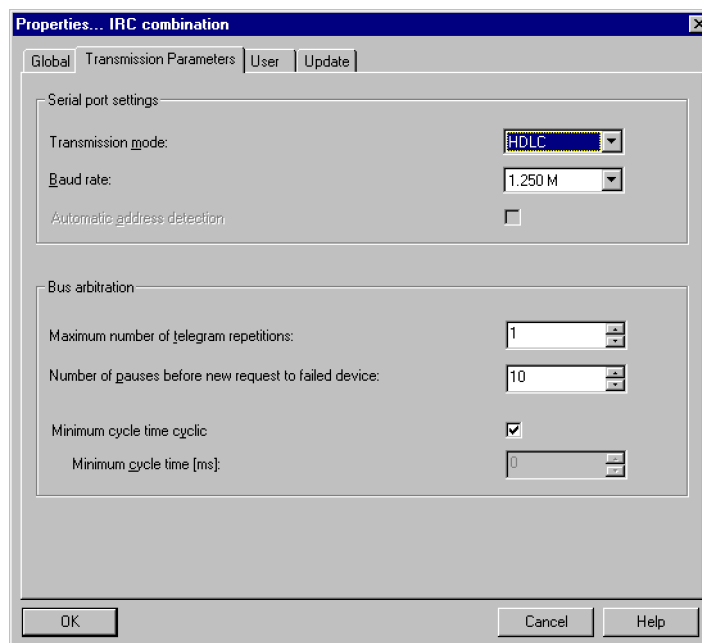 Properties... IRC combination
Global Transmission Parameters User Update
Serial port settings
Transmission mode: HDLC
Baud rate: 1.250 M
Automatic address detection
Bus arbitration
Maximum number of telegram repetitions: 1
Number of pauses before new request to failed device: 10
Minimum cycle time cyclic
Minimum cycle time [ms]: 0
OK Cancel Help